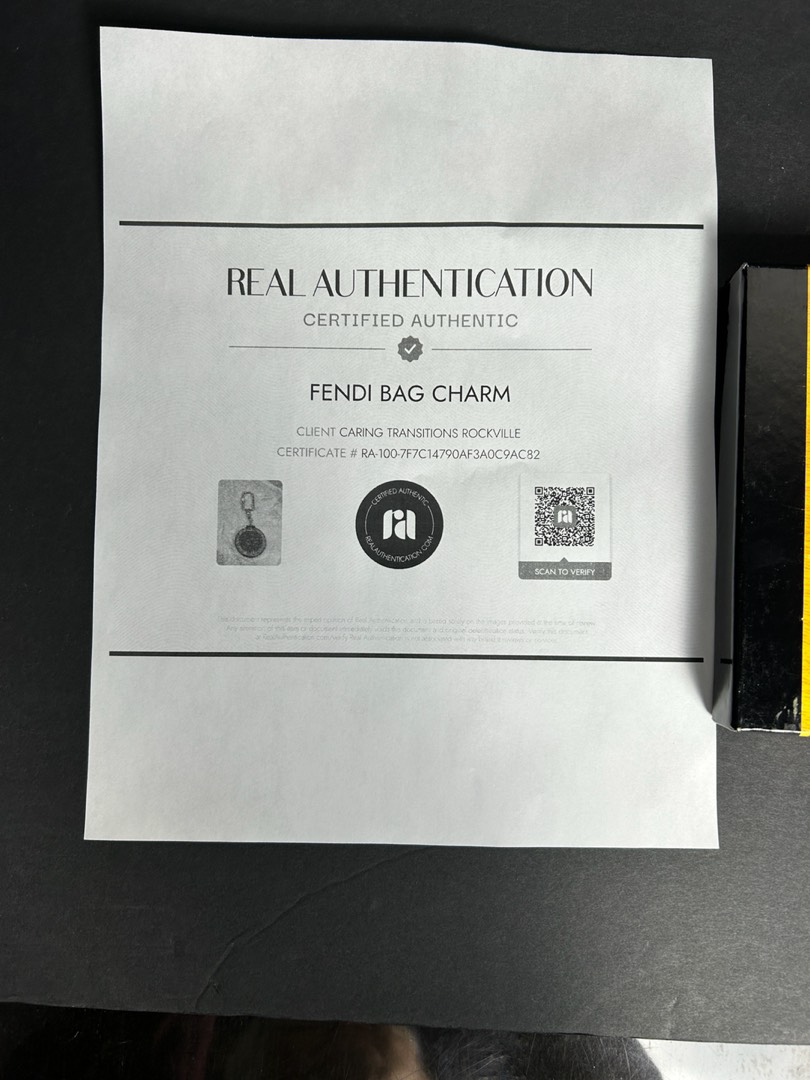 REAL AUTHENTICATION
CERTIFIED AUTHENTIC
FENDI BAG CHARM
CLIENT CARING TRANSITIONS ROCKVILLE
CERTIFICATE # RA-100-7F7C14790AF3A0C9AC82
CERTIFIED AUTHENTIC
ra
REALAUTHENTICATION.COM
ra
SCAN TO VERIFY